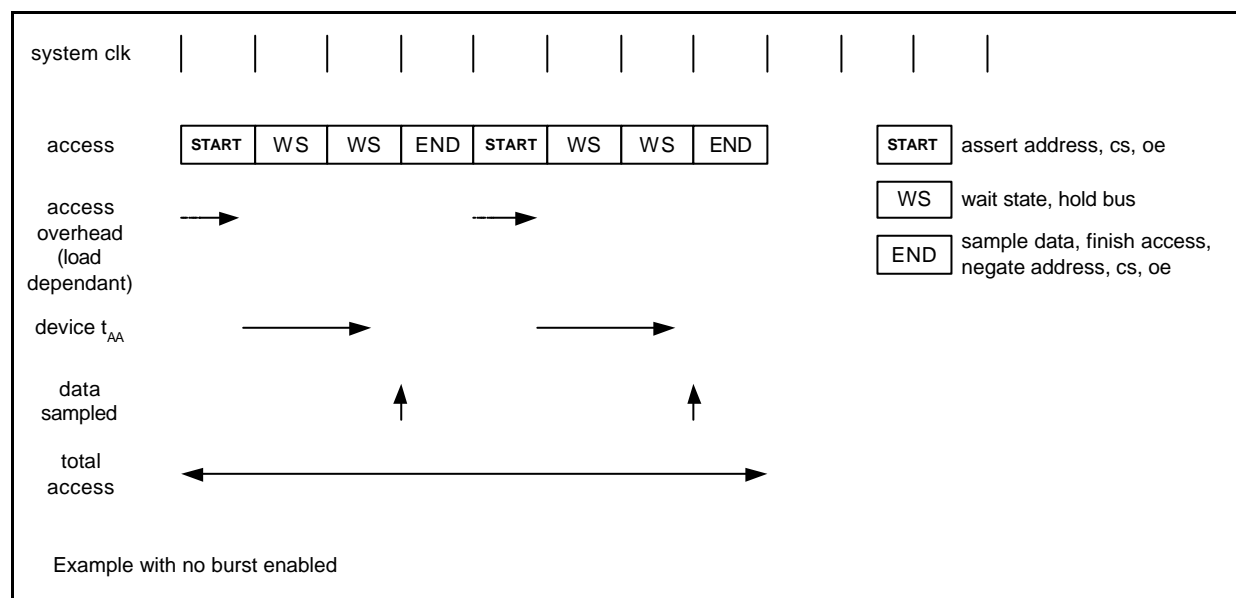 system clk
access
START WS WS END START WS WS END
START assert address, cs, oe
WS wait state, hold bus
END sample data, finish access,
negate address, cs, oe
access
overhead
(load
dependant)
device tAA
data
sampled
total
access
Example with no burst enabled